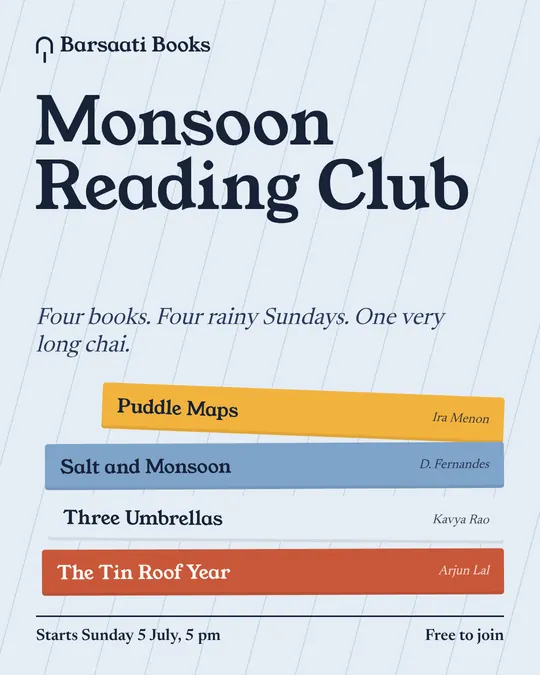 Barsaati Books
Monsoon
Reading Club
Four books. Four rainy Sundays. One very
long chai.
Puddle Maps Ira Menon
Salt and Monsoon D. Fernandes
Three Umbrellas Kavya Rao
The Tin Roof Year Arjun Lal
Starts Sunday 5 July, 5 pm Free to join